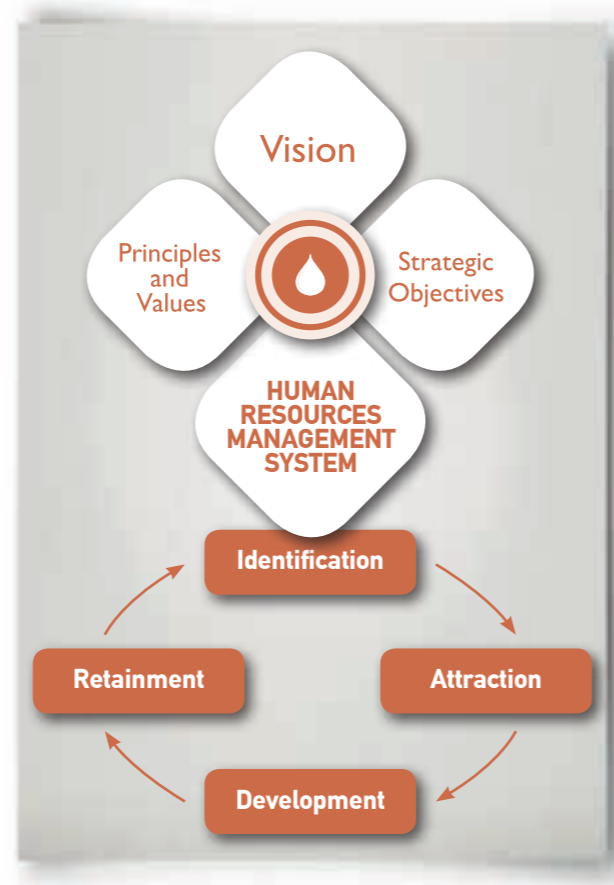 Vision
Principles
and
Values
Strategic
Objectives
HUMAN
RESOURCES
MANAGEMENT
SYSTEM
Identification
Retainment
Attraction
Development